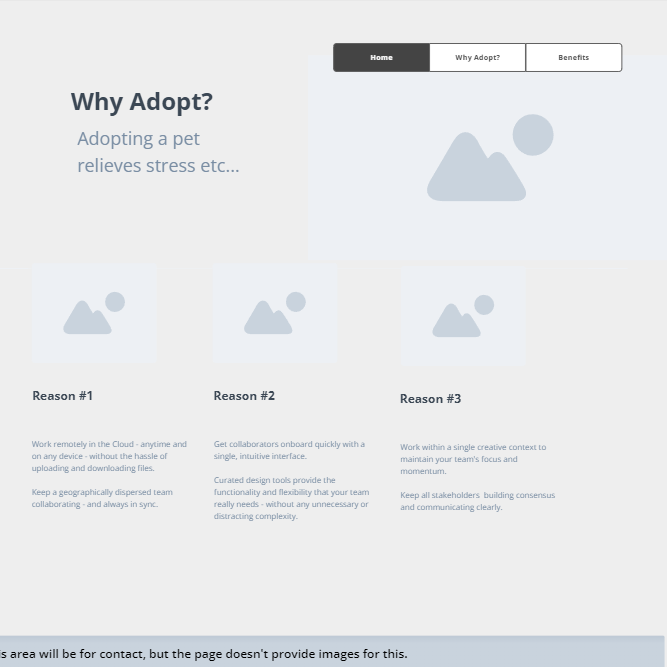 Home Why Adopt? Benefits
Why Adopt?
Adopting a pet
relieves stress etc...
Reason #1
Work remotely in the Cloud - anytime and
on any device - without the hassle of
uploading and downloading files.
Keep a geographically dispersed team
collaborating - and always in sync.
Reason #2
Get collaborators onboard quickly with a
single, intuitive interface.
Curated design tools provide the
functionality and flexibility that your team
really needs - without any unnecessary or
distracting complexity.
Reason #3
Work within a single creative context to
maintain your team's focus and
momentum.
Keep all stakeholders  building consensus
and communicating clearly.
area will be for contact, but the page doesn't provide images for this.